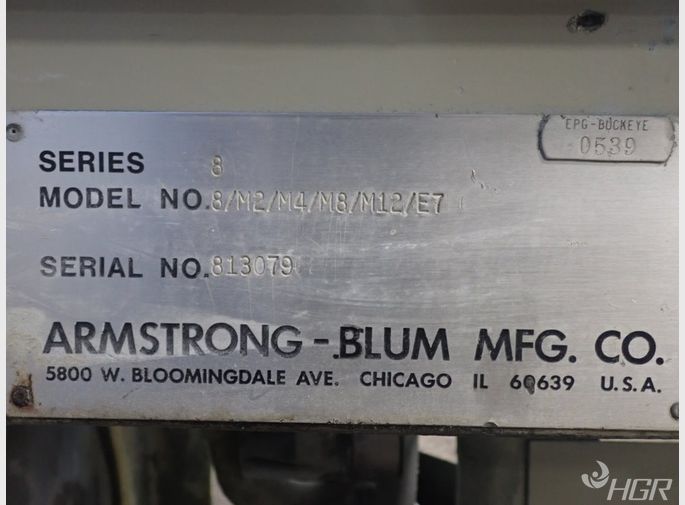 EPG-BUCKEYE
0539
SERIES 8
MODEL NO. 8/M2/M4/M8/M12/E7
SERIAL NO. 813079
ARMSTRONG-BLUM MFG. CO.
5800 W. BLOOMINGDALE AVE. CHICAGO IL 60639 U.S.A.
HGR